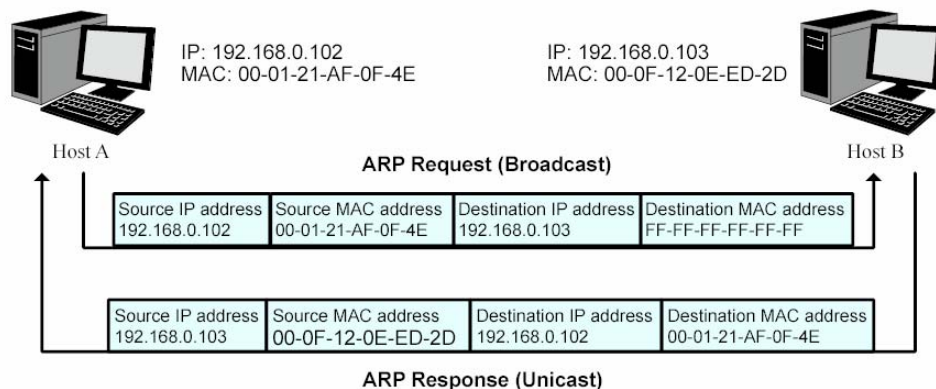 IP: 192.168.0.102
MAC: 00-01-21-AF-0F-4E
IP: 192.168.0.103
MAC: 00-0F-12-0E-ED-2D
Host A
Host B
ARP Request (Broadcast)
Source IP address
192.168.0.102
Source MAC address
00-01-21-AF-0F-4E
Destination IP address
192.168.0.103
Destination MAC address
FF-FF-FF-FF-FF-FF
Source IP address
192.168.0.103
Source MAC address
00-0F-12-0E-ED-2D
Destination IP address
192.168.0.102
Destination MAC address
00-01-21-AF-0F-4E
ARP Response (Unicast)